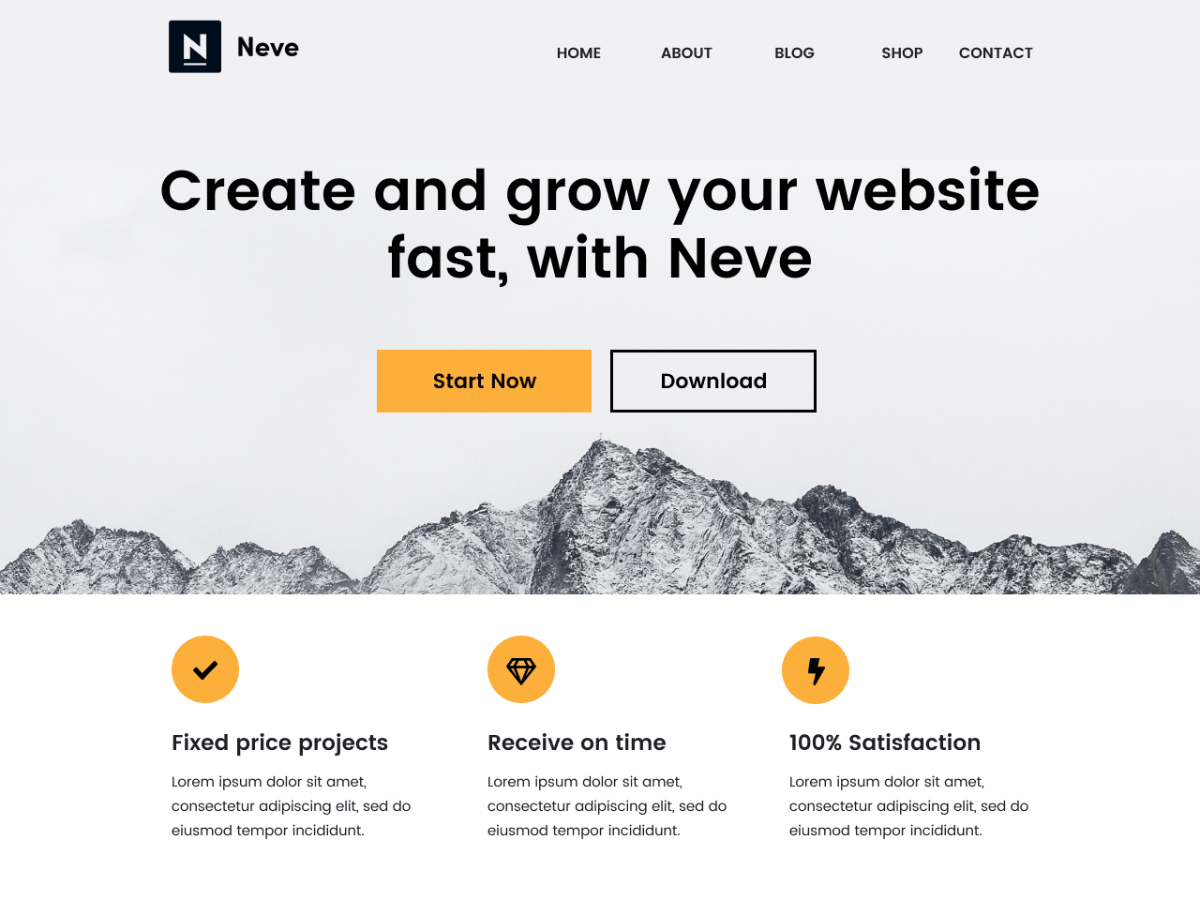 N
Neve
HOME ABOUT BLOG SHOP CONTACT
Create and grow your website
fast, with Neve
Start Now
Download
Fixed price projects
Lorem ipsum dolor sit amet,
consectetur adipiscing elit, sed do
eiusmod tempor incididunt.
Receive on time
Lorem ipsum dolor sit amet,
consectetur adipiscing elit, sed do
eiusmod tempor incididunt.
100% Satisfaction
Lorem ipsum dolor sit amet,
consectetur adipiscing elit, sed do
eiusmod tempor incididunt.